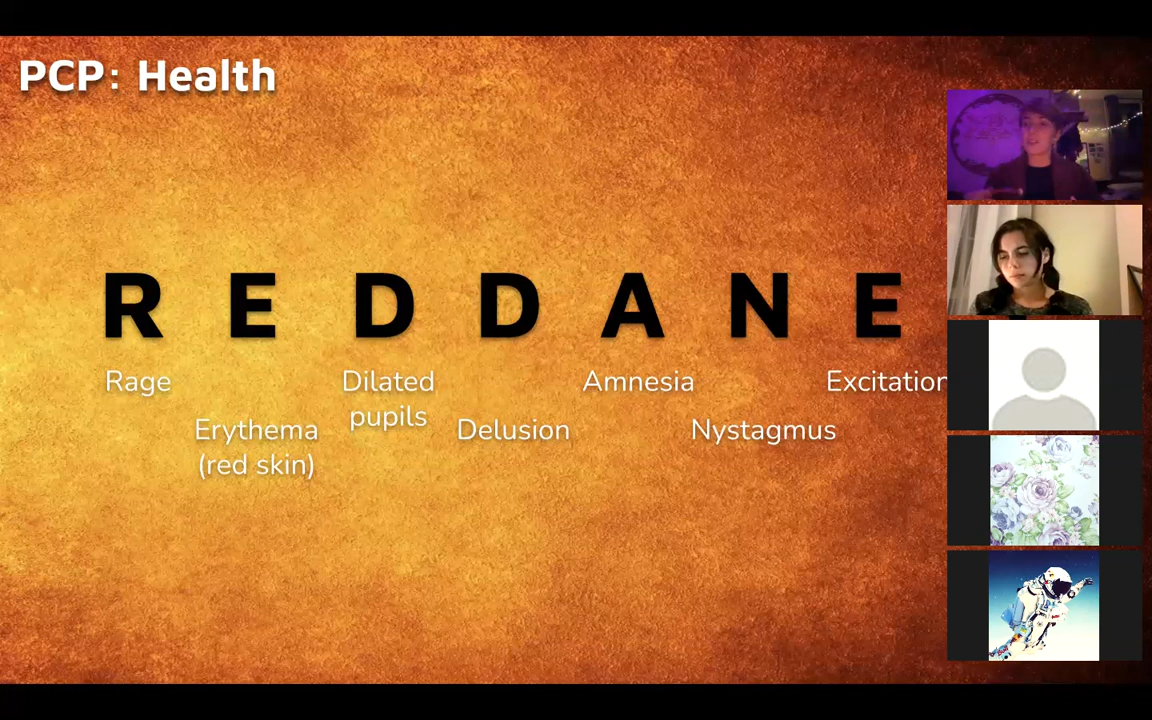 PCP: Health
R E D D A N E
Rage
Dilated
pupils
Amnesia
Excitation
Erythema
(red skin)
Delusion
Nystagmus